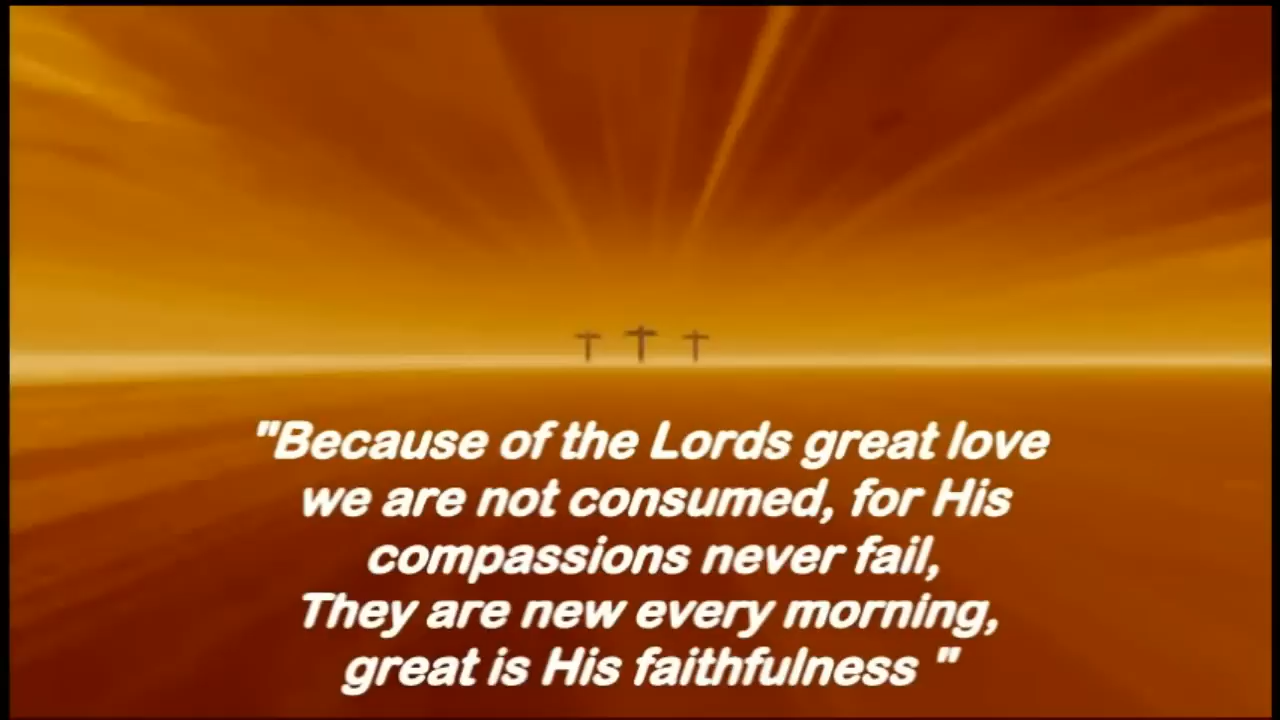 "Because of the Lords great love
we are not consumed, for His
compassions never fail,
They are new every morning,
great is His faithfulness "